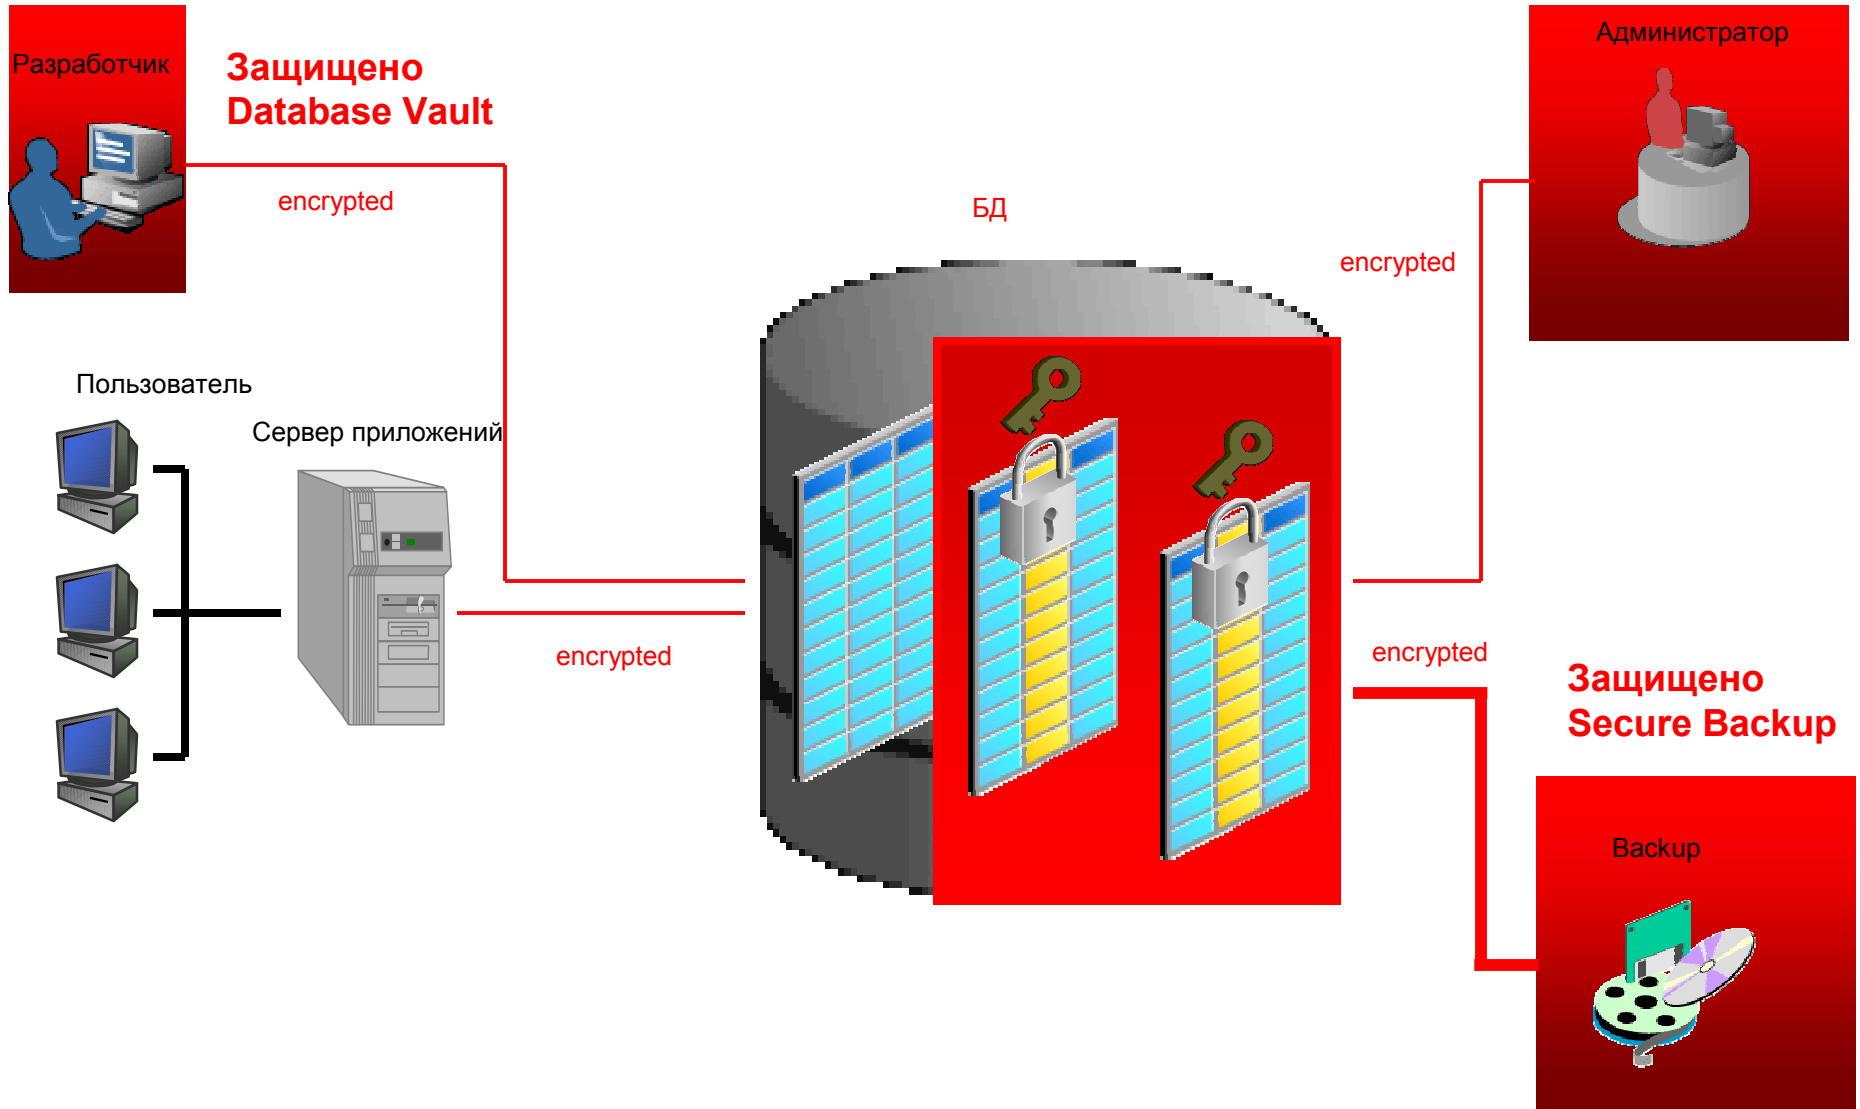 Разработчик
Защищено
Database Vault
Администратор
encrypted
БД
encrypted
Пользователь
Сервер приложений
encrypted
encrypted
Защищено
Secure Backup
Backup